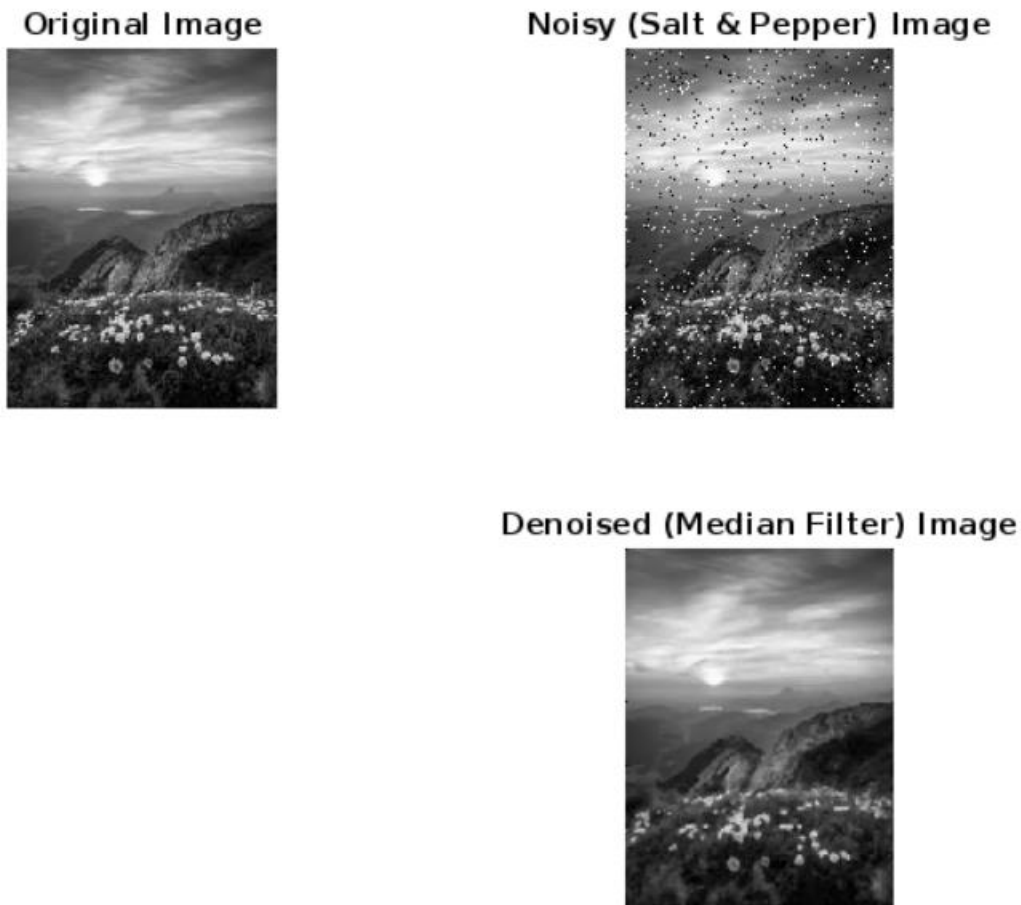 Original Image
Noisy (Salt & Pepper) Image
Denoised (Median Filter) Image